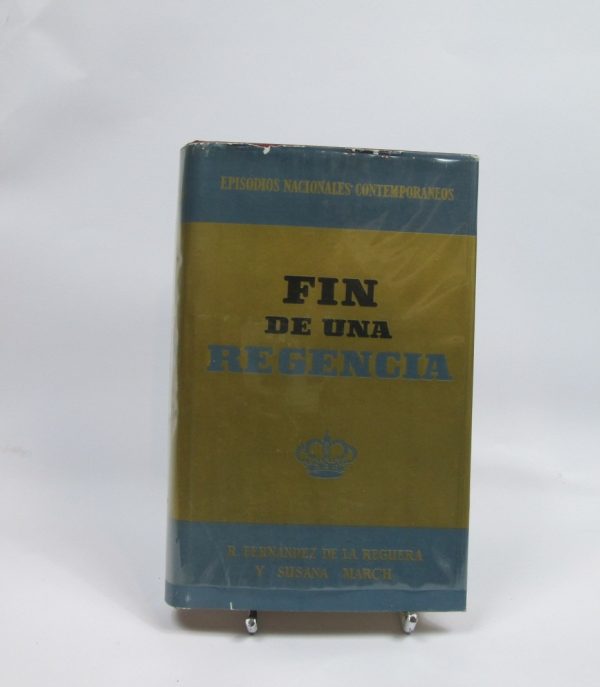 EPISODIOS NACIONALES CONTEMPORANEOS
FIN
DE UNA
REGENCIA
R. FERNANDEZ DE LA REGUERA
Y SUSANA MARCH